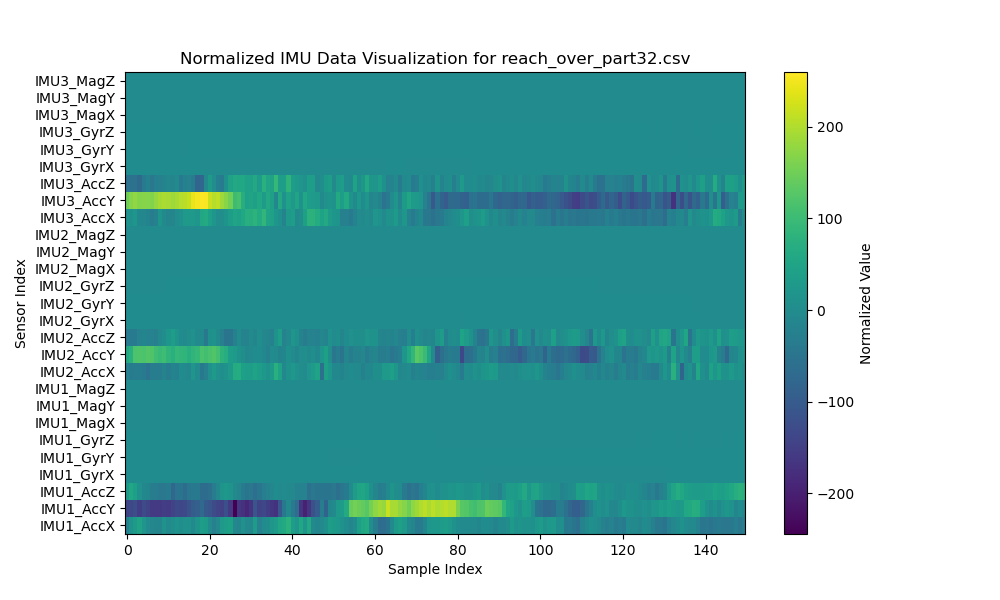 Normalized IMU Data Visualization for reach_over_part32.csv
IMU3_MagZ
IMU3_MagY
IMU3_MagX
IMU3_GyrZ
IMU3_GyrY
IMU3_GyrX
IMU3_AccZ
IMU3_AccY
IMU3_AccX
IMU2_MagZ
IMU2_MagY
IMU2_MagX
IMU2_GyrZ
IMU2_GyrY
IMU2_GyrX
IMU2_AccZ
IMU2_AccY
IMU2_AccX
IMU1_MagZ
IMU1_MagY
IMU1_MagX
IMU1_GyrZ
IMU1_GyrY
IMU1_GyrX
IMU1_AccZ
IMU1_AccY
IMU1_AccX
Sensor Index
0 20 40 60 80 100 120 140
Sample Index
200
100
0
−100
−200
Normalized Value